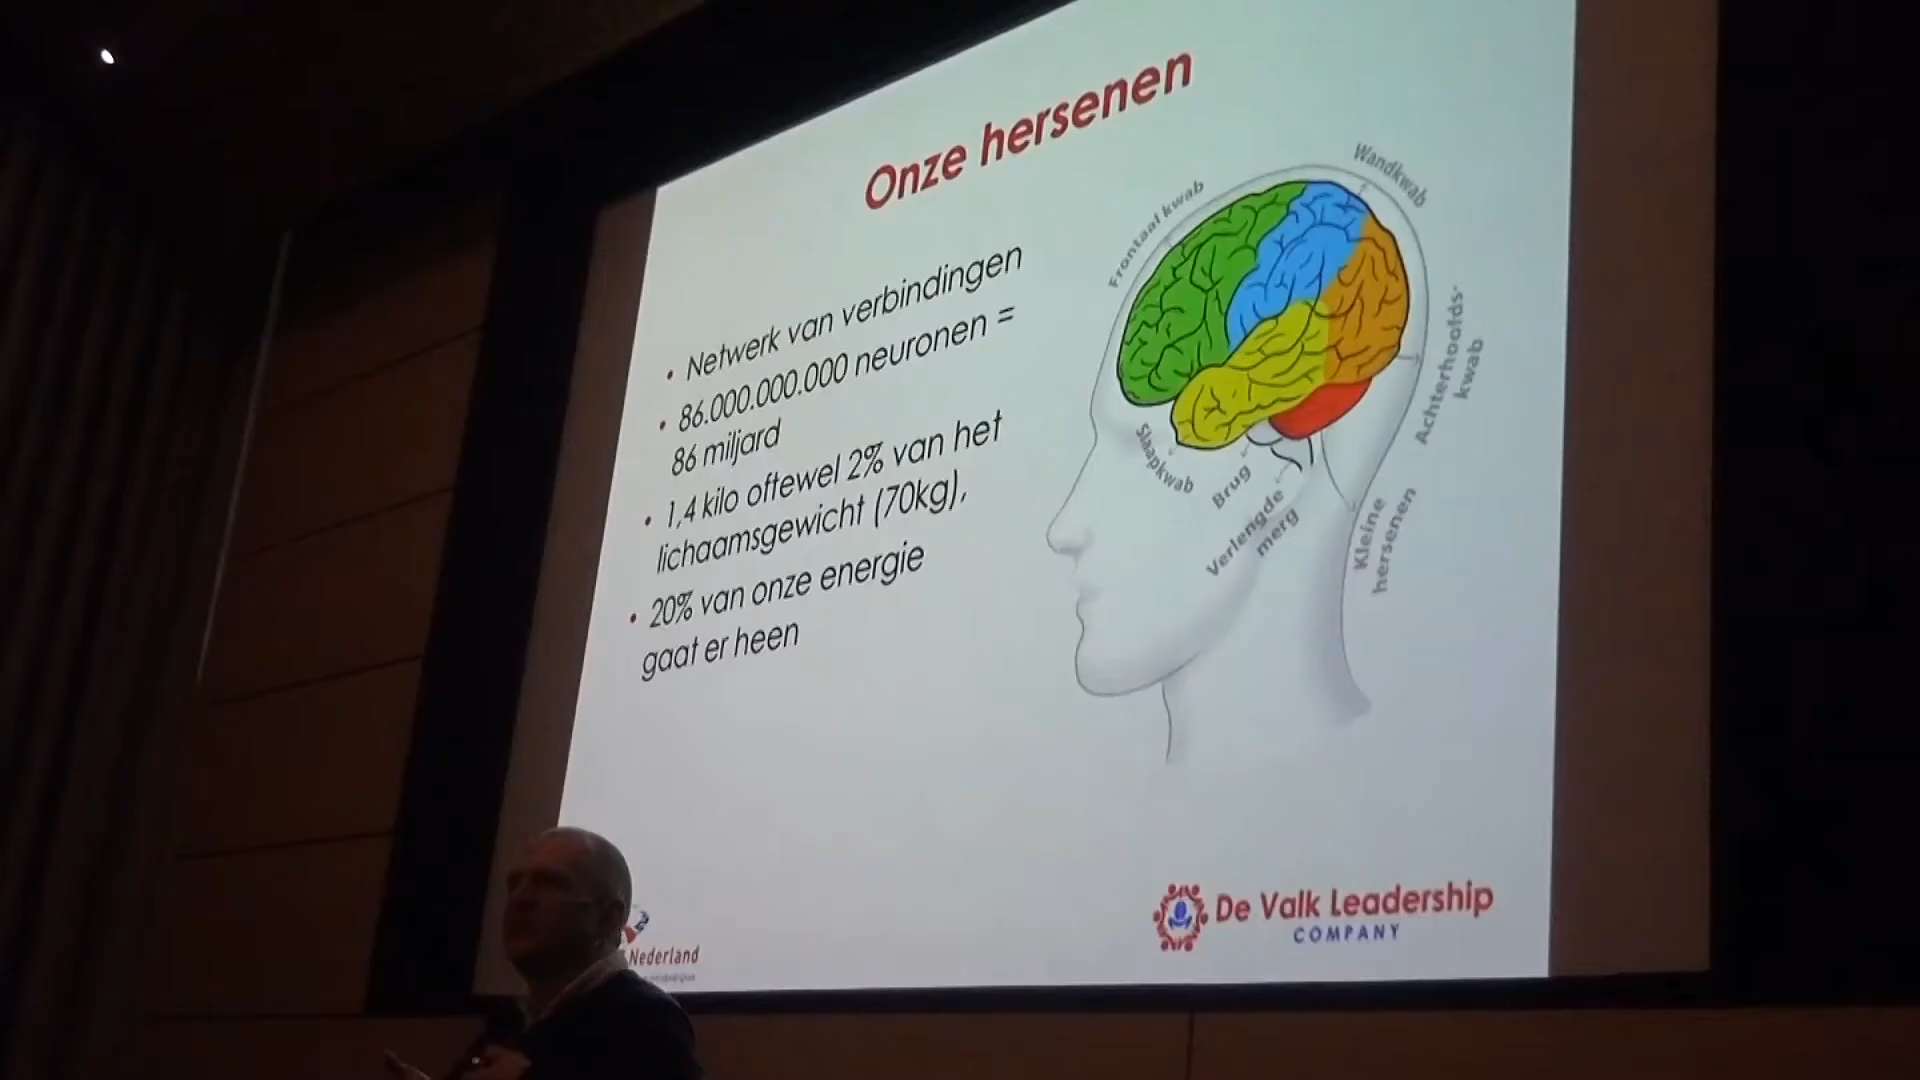 Onze hersenen
• Netwerk van verbindingen
• 86.000.000.000 neuronen =
86 miljard
• 1,4 kilo oftewel 2% van het
lichaamsgewicht (70kg),
• 20% van onze energie
gaat er heen
Frontaal kwab
Wandkwab
Achterhoofds-
kwab
Slaapkwab
Brug
Verlengde
merg
Kleine
hersenen
Nederland
De Valk Leadership
COMPANY